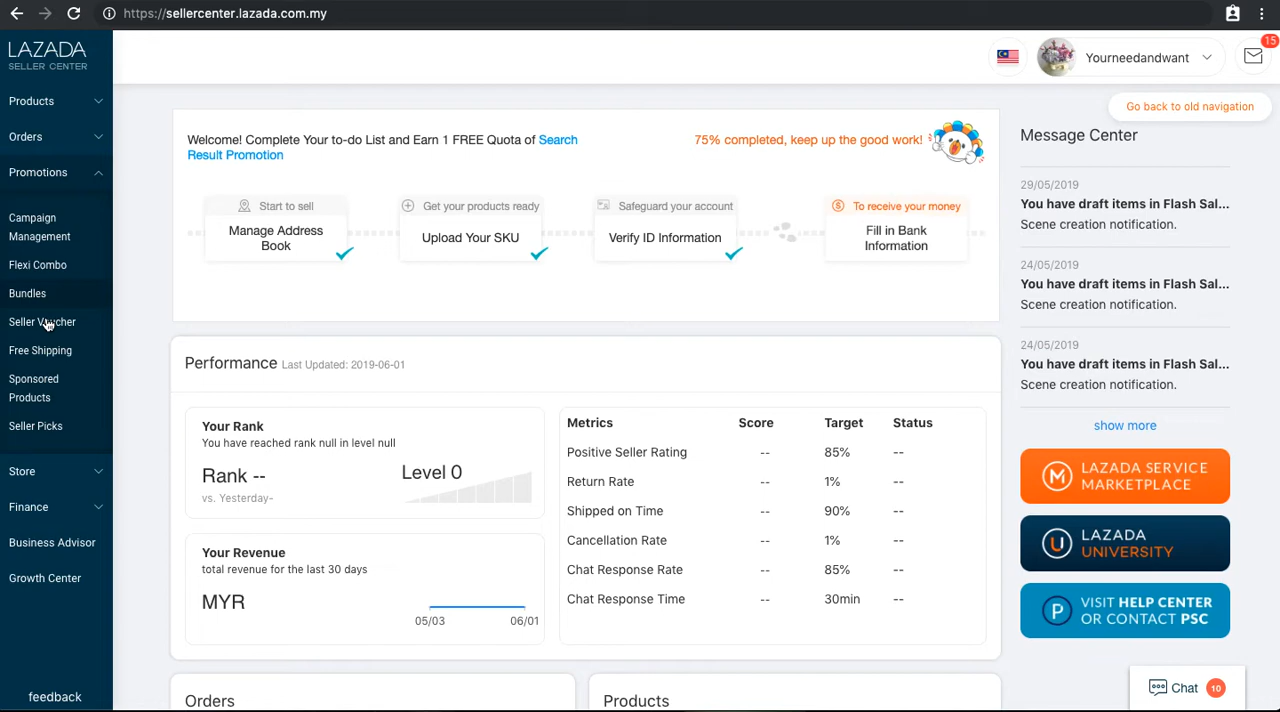 https://sellercenter.lazada.com.my
LAZADA
SELLER CENTER
Products
Orders
Promotions
Campaign
Management
Flexi Combo
Bundles
Seller Voucher
Free Shipping
Sponsored
Products
Seller Picks
Store
Finance
Business Advisor
Growth Center
feedback
Yourneedandwant
15
Go back to old navigation
Welcome! Complete Your to-do List and Earn 1 FREE Quota of Search
Result Promotion
75% completed, keep up the good work!
Start to sell
Manage Address
Book
Get your products ready
Upload Your SKU
Safeguard your account
Verify ID Information
To receive your money
Fill in Bank
Information
Performance Last Updated: 2019-06-01
Your Rank
You have reached rank null in level null
Rank --
Level 0
vs. Yesterday-
Your Revenue
total revenue for the last 30 days
MYR
05/03 06/01
Metrics Score Target Status
Positive Seller Rating -- 85% --
Return Rate -- 1% --
Shipped on Time -- 90% --
Cancellation Rate -- 1% --
Chat Response Rate -- 85% --
Chat Response Time -- 30min --
Orders
Products
Message Center
29/05/2019
You have draft items in Flash Sal...
Scene creation notification.
24/05/2019
You have draft items in Flash Sal...
Scene creation notification.
24/05/2019
You have draft items in Flash Sal...
Scene creation notification.
show more
M LAZADA SERVICE
MARKETPLACE
U LAZADA
UNIVERSITY
P VISIT HELP CENTER
OR CONTACT PSC
Chat 10